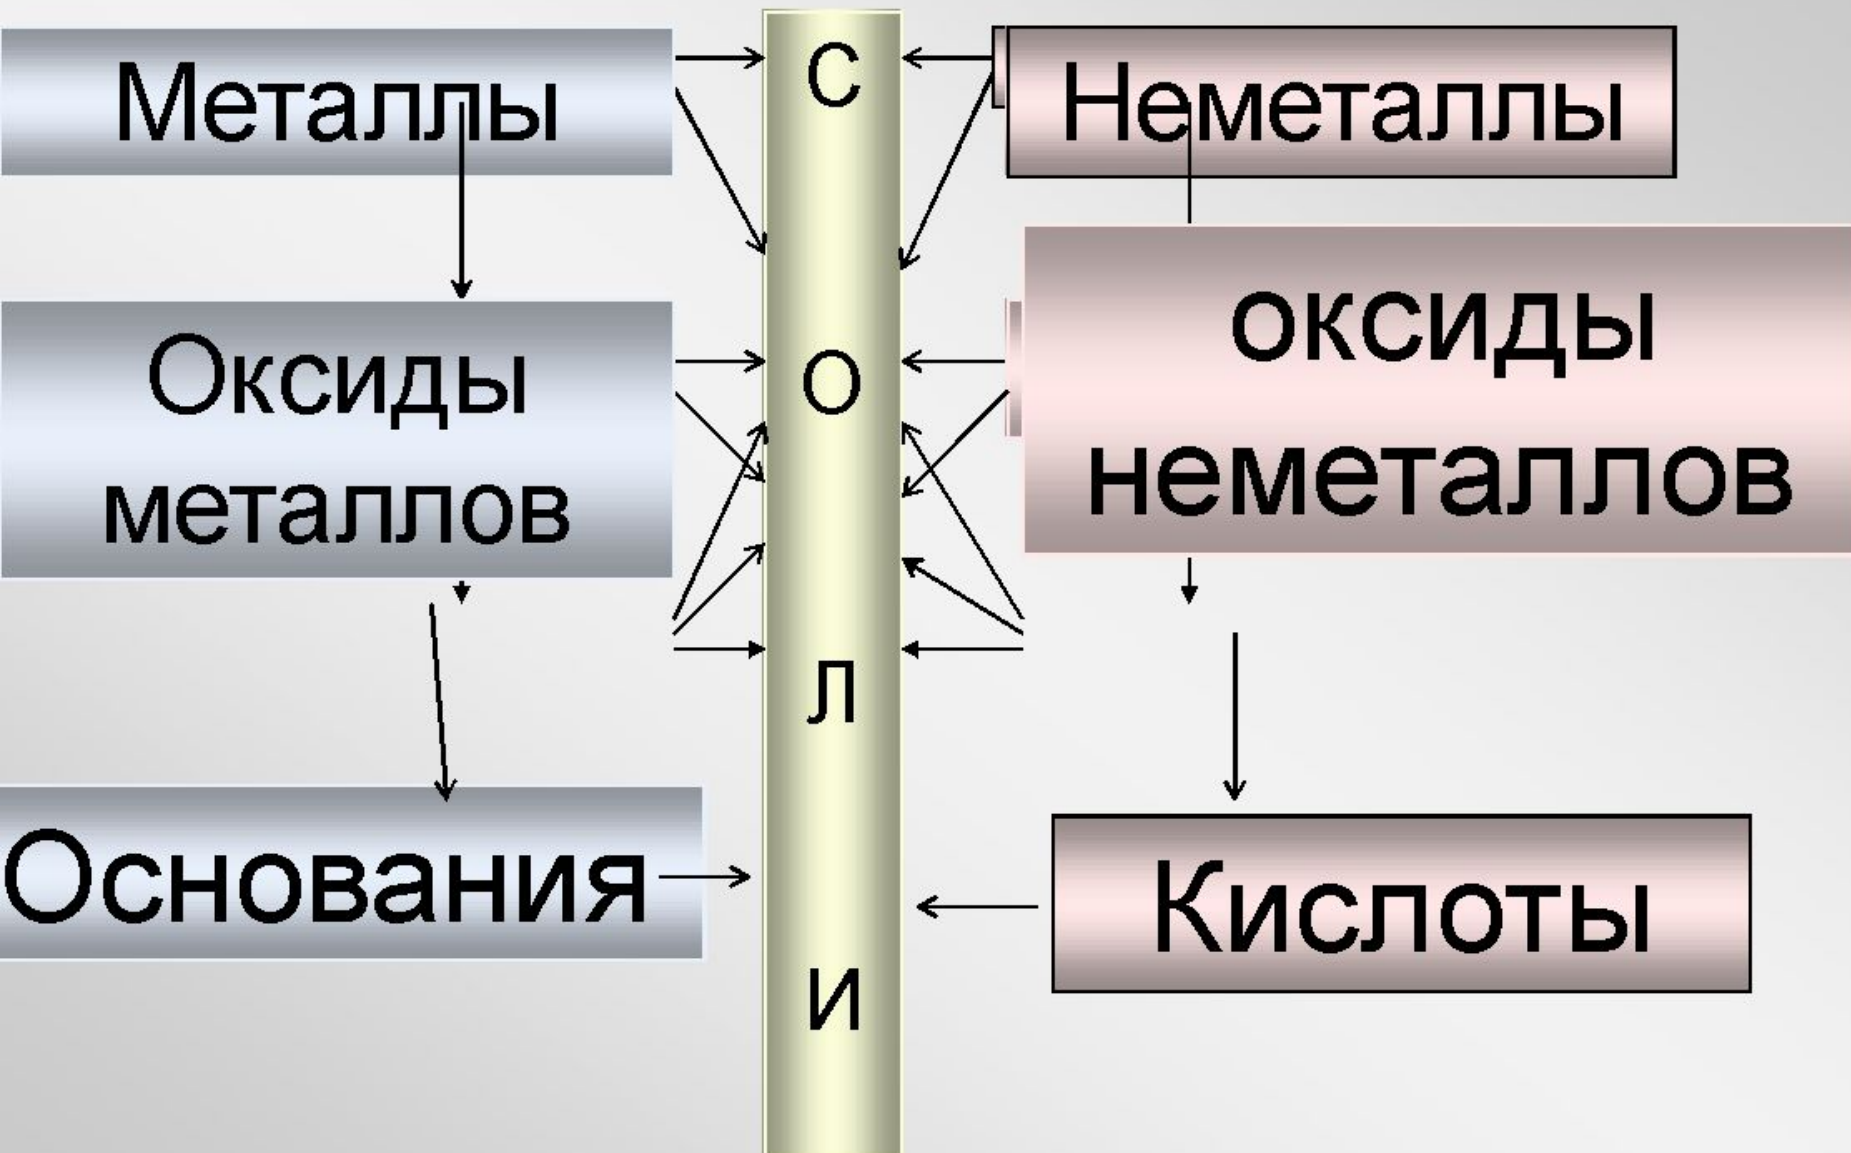 Металлы
Оксиды
металлов
Основания
С
О
Л
И
Неметаллы
оксиды
неметаллов
Кислоты